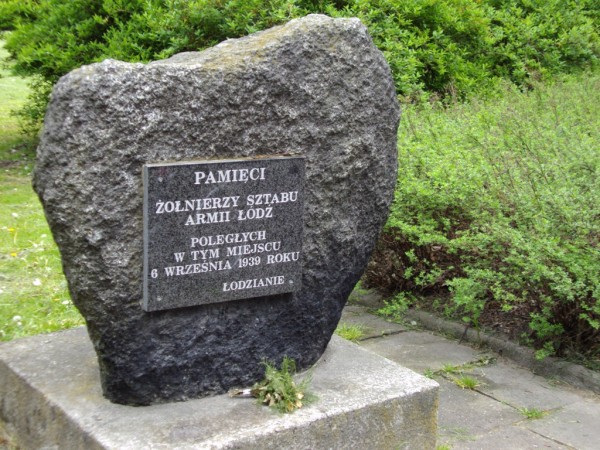 PAMIĘCI
ŻOŁNIERZY SZTABU
ARMII ŁÓDŹ
POLEGŁYCH
W TYM MIEJSCU
6 WRZEŚNIA 1939 ROKU
ŁODZIANIE